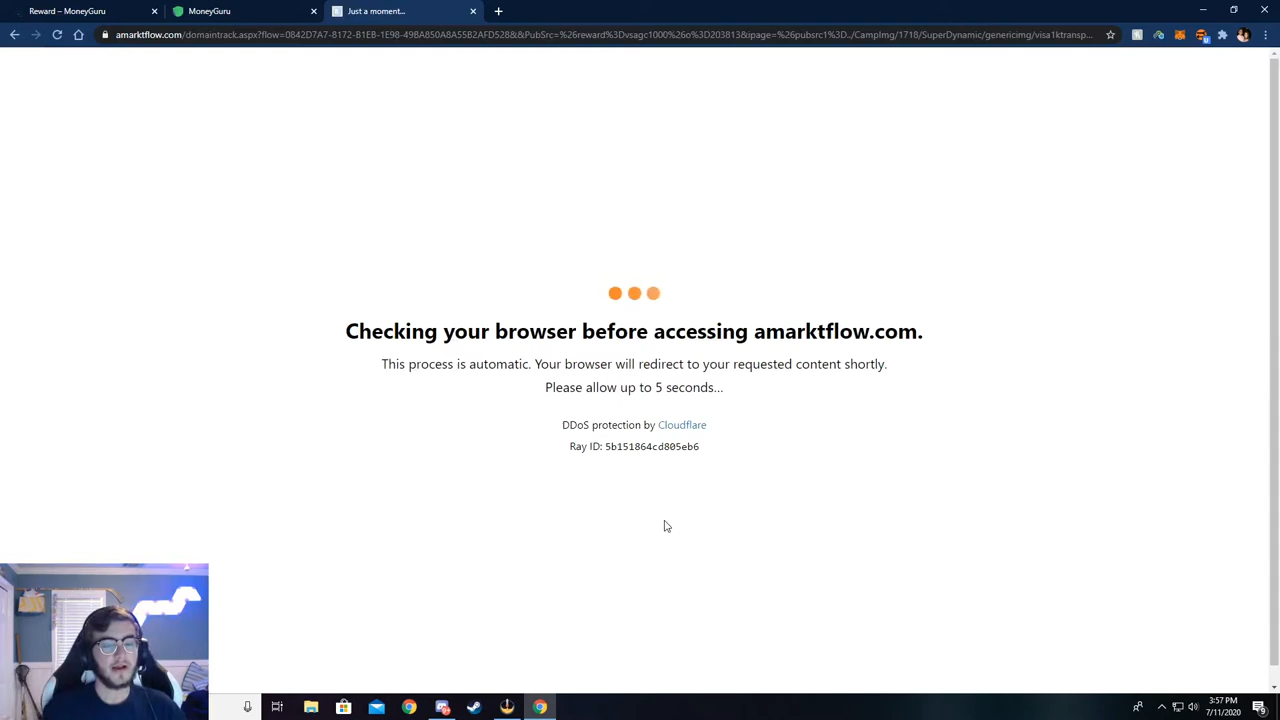 Reward – MoneyGuru
MoneyGuru
Just a moment...
amarktflow.com/domaintrack.aspx?flow=0842D7A7-8172-B1EB-1E98-498A850A8A55B2AFD528&t&PubSrc=%26reward%3Dvsagc1000%26o%3D203813&ipage=%26pubsrc1%3D../CampImg/1718/SuperDynamic/genericimg/visa1ktransp...
Checking your browser before accessing amarktflow.com.
This process is automatic. Your browser will redirect to your requested content shortly.
Please allow up to 5 seconds...
DDoS protection by Cloudflare
Ray ID: 5b151864cd805eb6
3:57 PM
7/11/2020